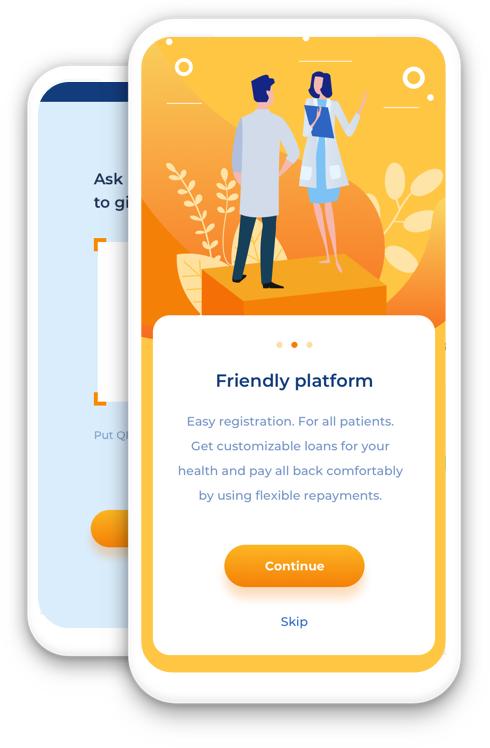 Ask
to gi
Friendly platform
Easy registration. For all patients.
Get customizable loans for your
health and pay all back comfortably
by using flexible repayments.
Put Q
Continue
Skip